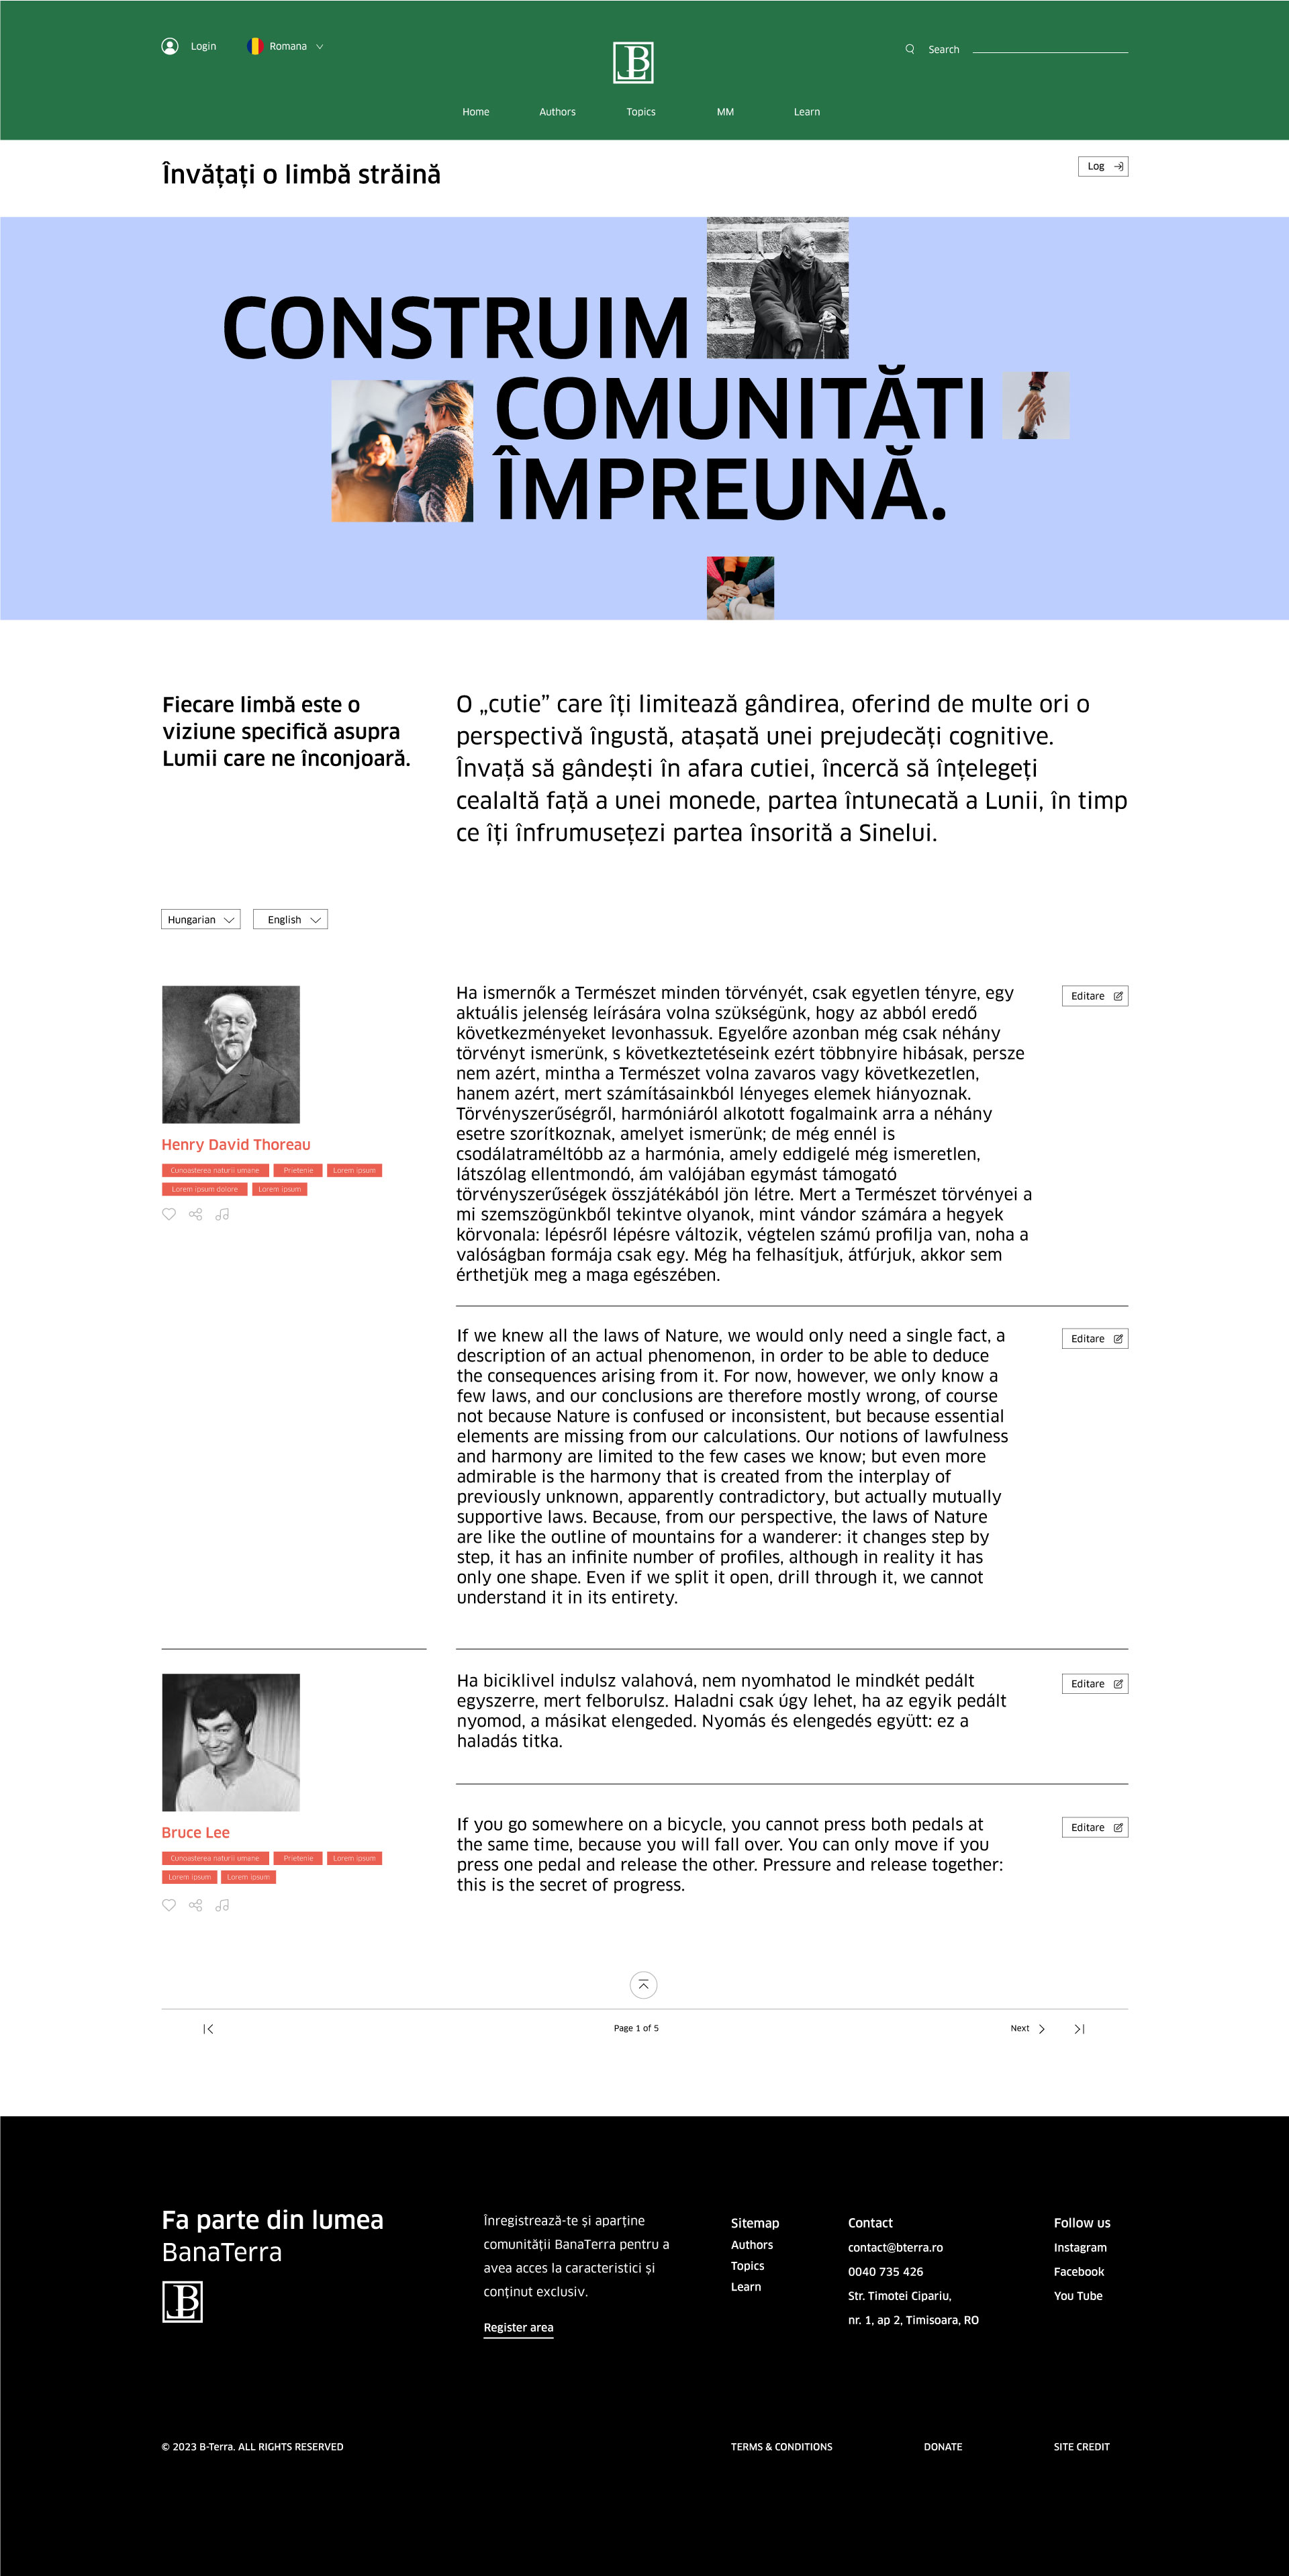 Login
Romana
Search
Home
Authors
Topics
MM
Learn
Învățați o limbă străină
Log
CONSTRUIM
COMUNITĂTI
ÎMPREUNĂ.
Fiecare limbă este o
viziune specifică asupra
Lumii care ne înconjoară.
O „cutie” care îți limitează gândirea, oferind de multe ori o
perspectivă îngustă, atașată unei prejudecăți cognitive.
Învață să gândești în afara cutiei, încercă să înțelegeți
cealaltă față a unei monede, partea întunecată a Lunii, în timp
ce îți înfrumusețezi partea însorită a Sinelui.
Hungarian
English
Henry David Thoreau
Cunoasterea naturii umane
Prietenie
Lorem ipsum
Lorem ipsum dolore
Lorem ipsum
Ha ismernők a Természet minden törvényét, csak egyetlen tényre, egy
aktuális jelenség leírására volna szükségünk, hogy az abból eredő
következményeket levonhassuk. Egyelőre azonban még csak néhány
törvényt ismerünk, s következtetéseink ezért többnyire hibásak, persze
nem azért, mintha a Természet volna zavaros vagy következetlen,
hanem azért, mert számításainkból lényeges elemek hiányoznak.
Törvényszerűségről, harmóniáról alkotott fogalmaink arra a néhány
esetre szorítkoznak, amelyet ismerünk; de még ennél is
csodálatraméltóbb az a harmónia, amely eddigelé még ismeretlen,
látszólag ellentmondó, ám valójában egymást támogató
törvényszerűségek összjátékából jön létre. Mert a Természet törvényei a
mi szemszögünkből tekintve olyanok, mint vándor számára a hegyek
körvonala: lépésről lépésre változik, végtelen számú profilja van, noha a
valóságban formája csak egy. Még ha felhasítjuk, átfúrjuk, akkor sem
érthetjük meg a maga egészében.
Editare
If we knew all the laws of Nature, we would only need a single fact, a
description of an actual phenomenon, in order to be able to deduce
the consequences arising from it. For now, however, we only know a
few laws, and our conclusions are therefore mostly wrong, of course
not because Nature is confused or inconsistent, but because essential
elements are missing from our calculations. Our notions of lawfulness
and harmony are limited to the few cases we know; but even more
admirable is the harmony that is created from the interplay of
previously unknown, apparently contradictory, but actually mutually
supportive laws. Because, from our perspective, the laws of Nature
are like the outline of mountains for a wanderer: it changes step by
step, it has an infinite number of profiles, although in reality it has
only one shape. Even if we split it open, drill through it, we cannot
understand it in its entirety.
Editare
Bruce Lee
Cunoasterea naturii umane
Prietenie
Lorem ipsum
Lorem ipsum
Lorem ipsum
Ha biciklivel indulsz valahová, nem nyomhatod le mindkét pedált
egyszerre, mert felborulsz. Haladni csak úgy lehet, ha az egyik pedált
nyomod, a másikat elengeded. Nyomás és elengedés együtt: ez a
haladás titka.
Editare
If you go somewhere on a bicycle, you cannot press both pedals at
the same time, because you will fall over. You can only move if you
press one pedal and release the other. Pressure and release together:
this is the secret of progress.
Editare
Page 1 of 5
Next
Fa parte din lumea
BanaTerra
Înregistrează-te și aparține
comunității BanaTerra pentru a
avea acces la caracteristici și
conținut exclusiv.
Register area
Sitemap
Authors
Topics
Learn
Contact
contact@bterra.ro
0040 735 426
Str. Timotei Cipariu,
nr. 1, ap 2, Timisoara, RO
Follow us
Instagram
Facebook
You Tube
© 2023 B-Terra. ALL RIGHTS RESERVED
TERMS & CONDITIONS
DONATE
SITE CREDIT